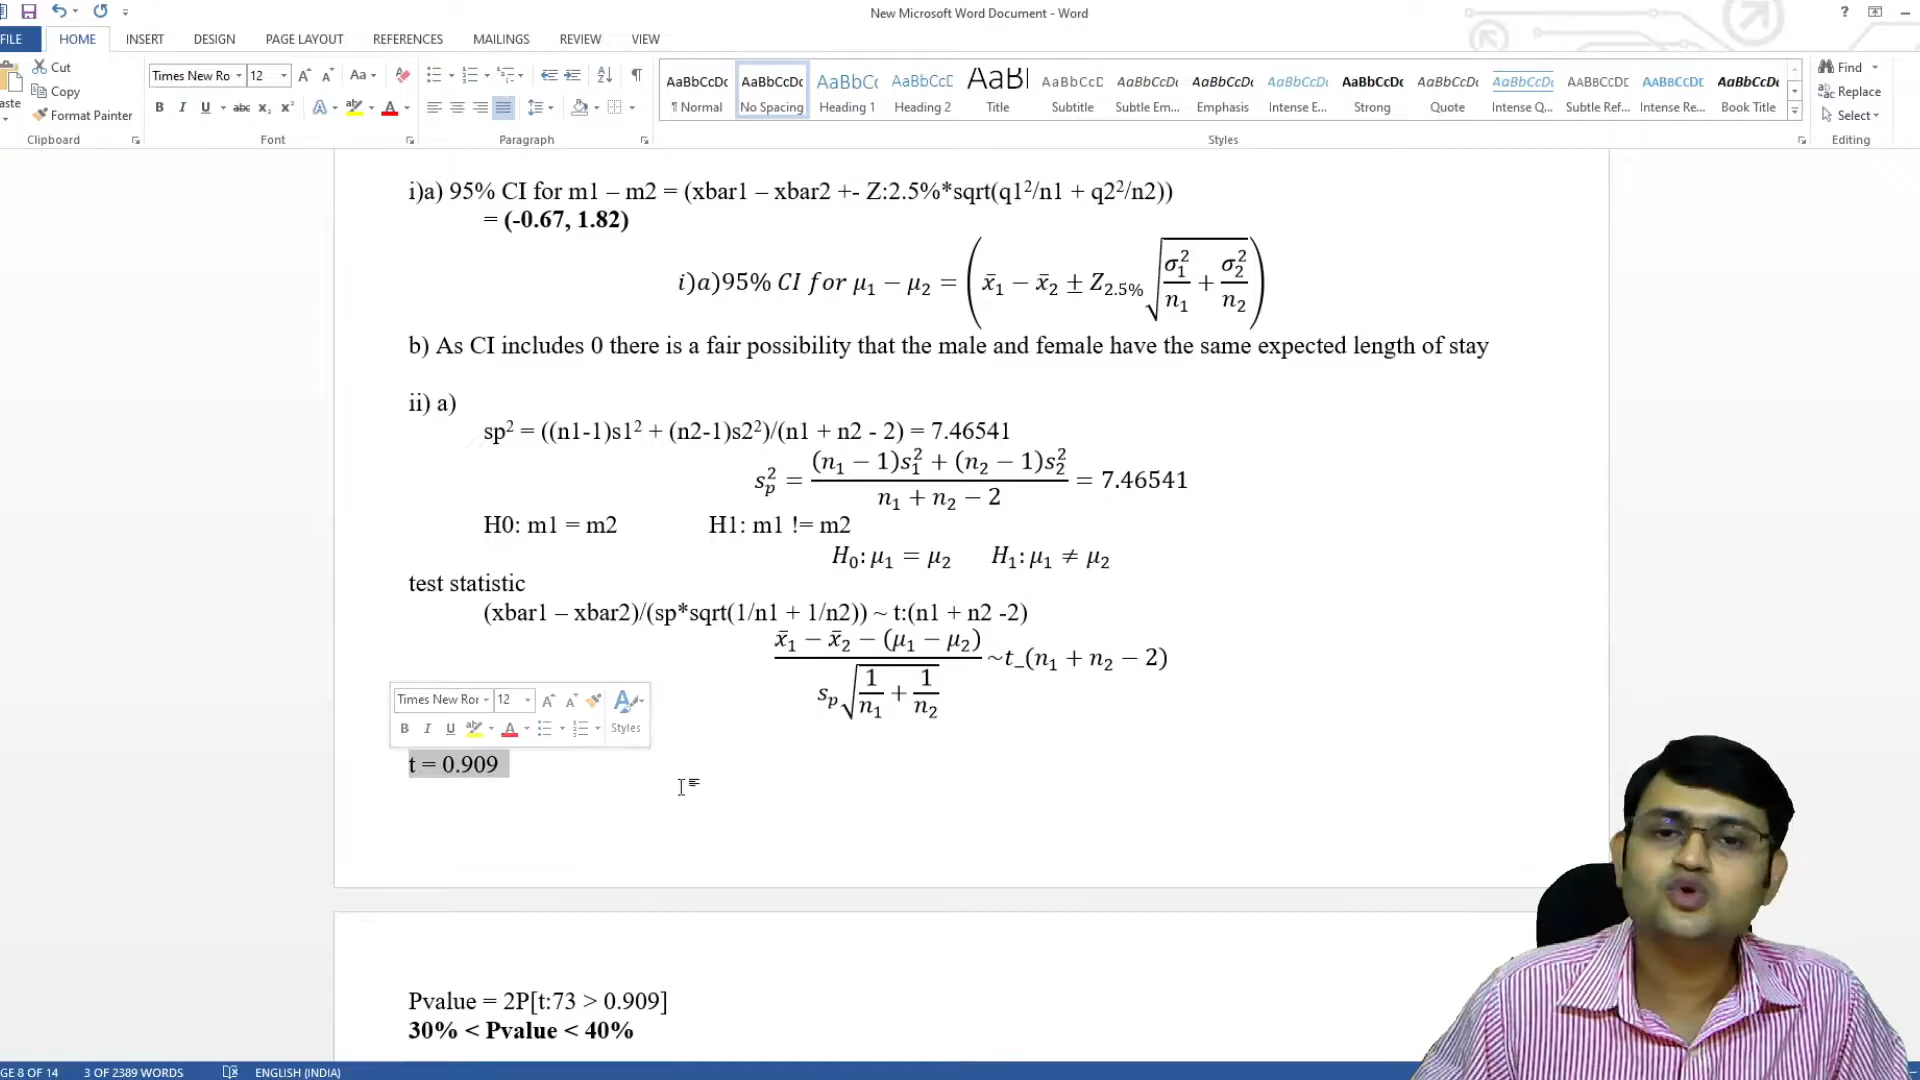 New Microsoft Word Document - Word
FILE HOME INSERT DESIGN PAGE LAYOUT REFERENCES MAILINGS REVIEW VIEW
Cut
Copy
Format Painter
Clipboard
Times New Ro 12
Font
Paragraph
AaBbCcDc AaBbCcDc AaBbCc AaBbCcD AaBl AaBbCcD AaBbCcDc AaBbCcDc AaBbCcDc AaBbCcDc AaBbCcDc AaBbCcDc AaBbCcDc AaBbCcDc AaBbCcDc
¶ Normal No Spacing Heading 1 Heading 2 Title Subtitle Subtle Em... Emphasis Intense E... Strong Quote Intense Q... Subtle Ref... Intense Re... Book Title
Styles
Find
Replace
Select
Editing
i)a) 95% CI for m1 – m2 = (xbar1 – xbar2 +- Z:2.5%*sqrt(q1²/n1 + q2²/n2))
= (-0.67, 1.82)
i)a)95% CI for μ₁ − μ₂ = (x̄₁ − x̄₂ ± Z₂.₅% √(σ₁²/n₁ + σ₂²/n₂))
b) As CI includes 0 there is a fair possibility that the male and female have the same expected length of stay
ii) a)
sp² = ((n1-1)s1² + (n2-1)s2²)/(n1 + n2 - 2) = 7.46541
s_p² = ((n₁ − 1)s₁² + (n₂ − 1)s₂²)/(n₁ + n₂ − 2) = 7.46541
H0: m1 = m2 H1: m1 != m2
H₀: μ₁ = μ₂ H₁: μ₁ ≠ μ₂
test statistic
(xbar1 – xbar2)/(sp*sqrt(1/n1 + 1/n2)) ~ t:(n1 + n2 -2)
(x̄₁ − x̄₂ − (μ₁ − μ₂))/(s_p √(1/n₁ + 1/n₂)) ~t_(n₁ + n₂ − 2)
Times New Ror 12
Styles
t = 0.909
Pvalue = 2P[t:73 > 0.909]
30% < Pvalue < 40%
GE 8 OF 14 3 OF 2389 WORDS ENGLISH (INDIA)